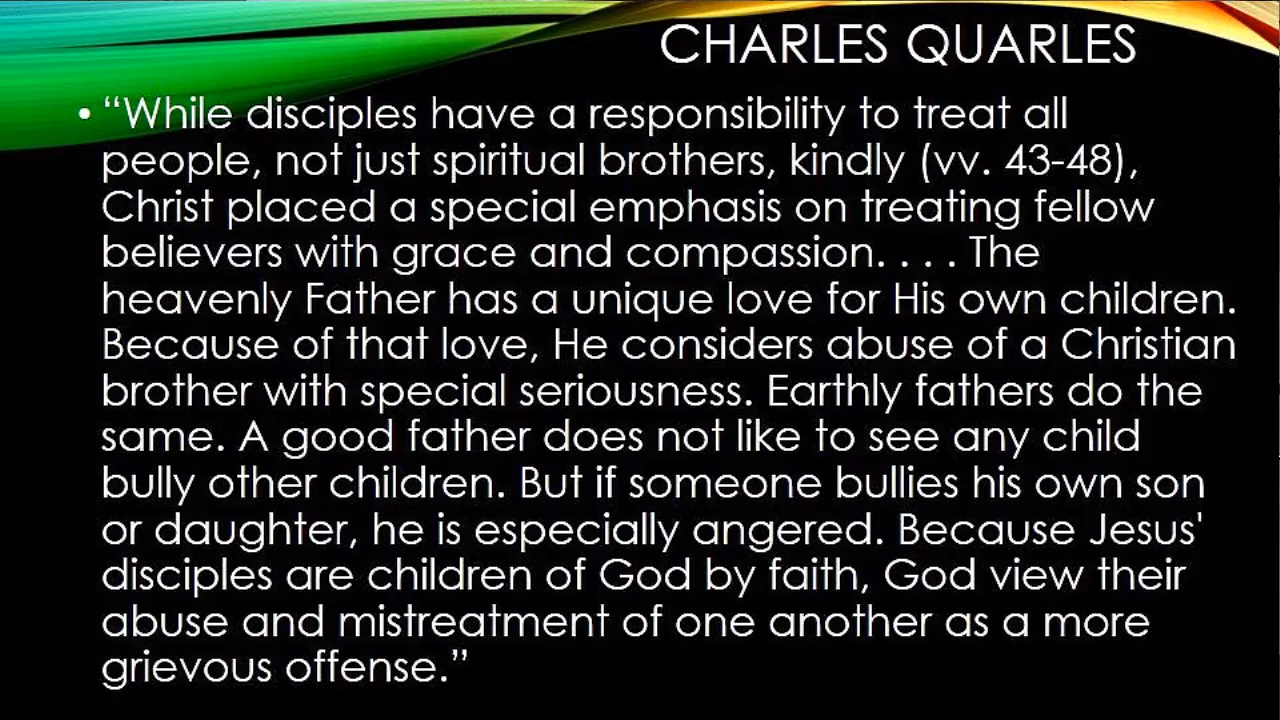 CHARLES QUARLES
• “While disciples have a responsibility to treat all
people, not just spiritual brothers, kindly (vv. 43-48),
Christ placed a special emphasis on treating fellow
believers with grace and compassion. . . . The
heavenly Father has a unique love for His own children.
Because of that love, He considers abuse of a Christian
brother with special seriousness. Earthly fathers do the
same. A good father does not like to see any child
bully other children. But if someone bullies his own son
or daughter, he is especially angered. Because Jesus'
disciples are children of God by faith, God view their
abuse and mistreatment of one another as a more
grievous offense.”